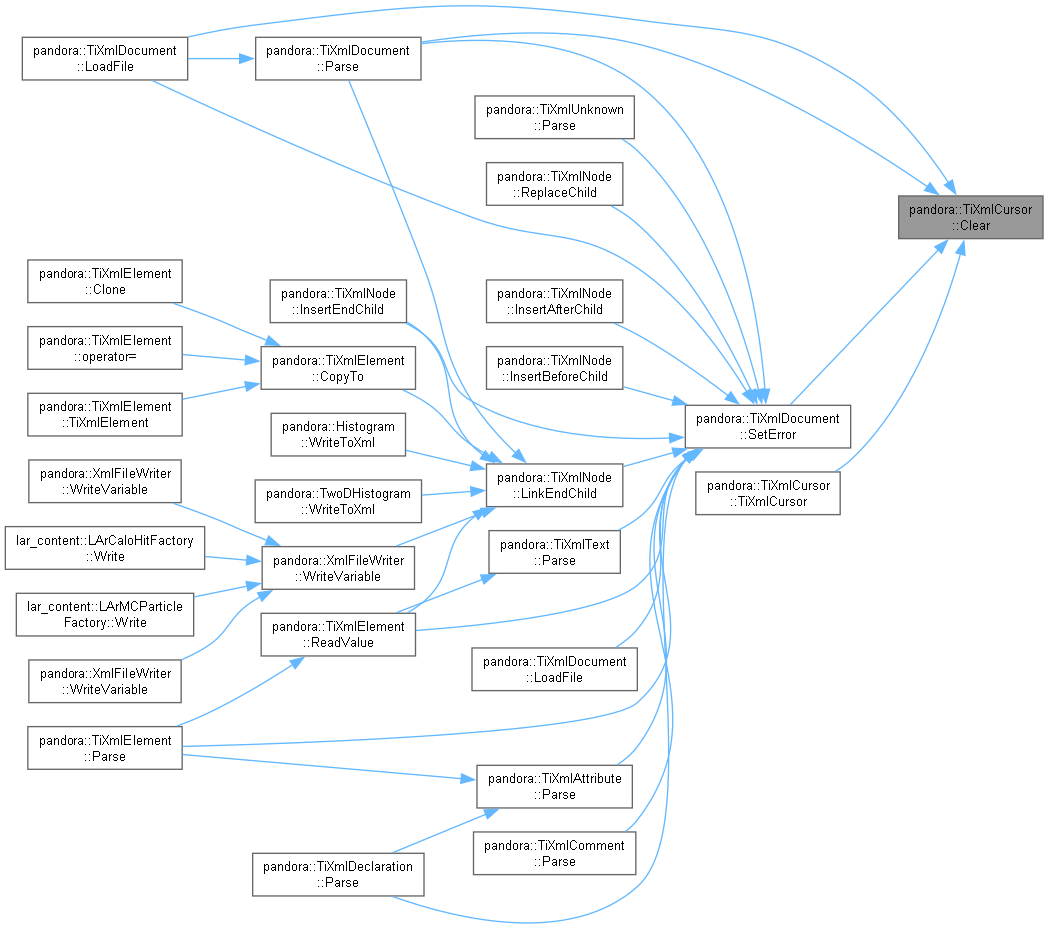 pandora::TiXmlDocument
::LoadFile
pandora::TiXmlDocument
::Parse
pandora::TiXmlUnknown
::Parse
pandora::TiXmlNode
::ReplaceChild
pandora::TiXmlCursor
::Clear
pandora::TiXmlElement
::Clone
pandora::TiXmlNode
::InsertEndChild
pandora::TiXmlNode
::InsertAfterChild
pandora::TiXmlElement
::operator=
pandora::TiXmlElement
::CopyTo
pandora::TiXmlNode
::InsertBeforeChild
pandora::TiXmlElement
::TiXmlElement
pandora::Histogram
::WriteToXml
pandora::TiXmlDocument
::SetError
pandora::XmlFileWriter
::WriteVariable
pandora::TwoDHistogram
::WriteToXml
pandora::TiXmlNode
::LinkEndChild
pandora::TiXmlCursor
::TiXmlCursor
lar_content::LArCaloHitFactory
::Write
pandora::XmlFileWriter
::WriteVariable
pandora::TiXmlText
::Parse
lar_content::LArMCParticle
Factory::Write
pandora::TiXmlElement
::ReadValue
pandora::XmlFileWriter
::WriteVariable
pandora::TiXmlDocument
::LoadFile
pandora::TiXmlElement
::Parse
pandora::TiXmlAttribute
::Parse
pandora::TiXmlComment
::Parse
pandora::TiXmlDeclaration
::Parse